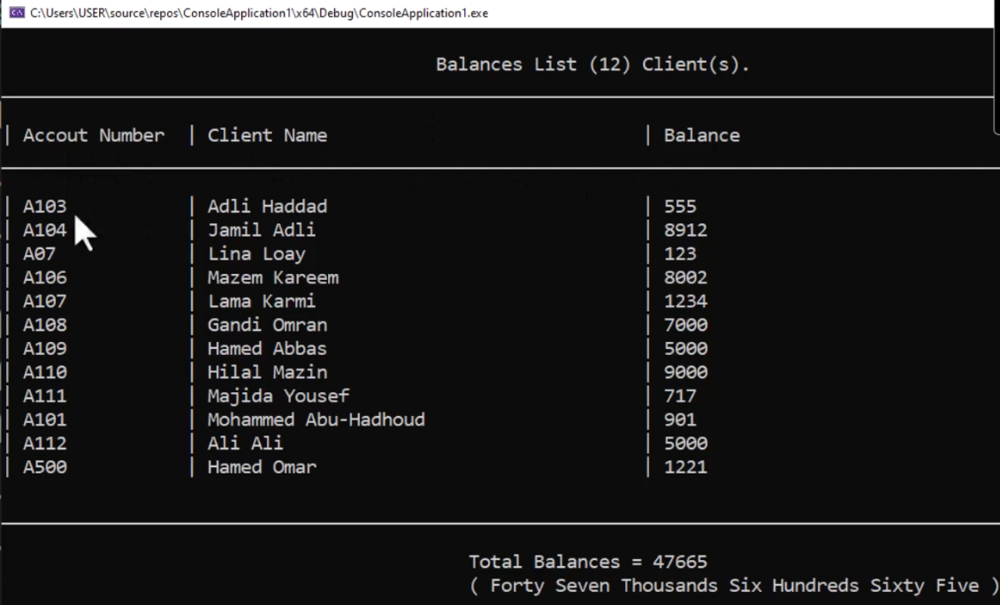 C:\Users\USER\source\repos\ConsoleApplication1\x64\Debug\ConsoleApplication1.exe
Balances List (12) Client(s).
| Accout Number | Client Name | Balance
| A103 | Adli Haddad | 555
| A104 | Jamil Adli | 8912
| A07 | Lina Loay | 123
| A106 | Mazem Kareem | 8002
| A107 | Lama Karmi | 1234
| A108 | Gandi Omran | 7000
| A109 | Hamed Abbas | 5000
| A110 | Hilal Mazin | 9000
| A111 | Majida Yousef | 717
| A101 | Mohammed Abu-Hadhoud | 901
| A112 | Ali Ali | 5000
| A500 | Hamed Omar | 1221
Total Balances = 47665
( Forty Seven Thousands Six Hundreds Sixty Five )